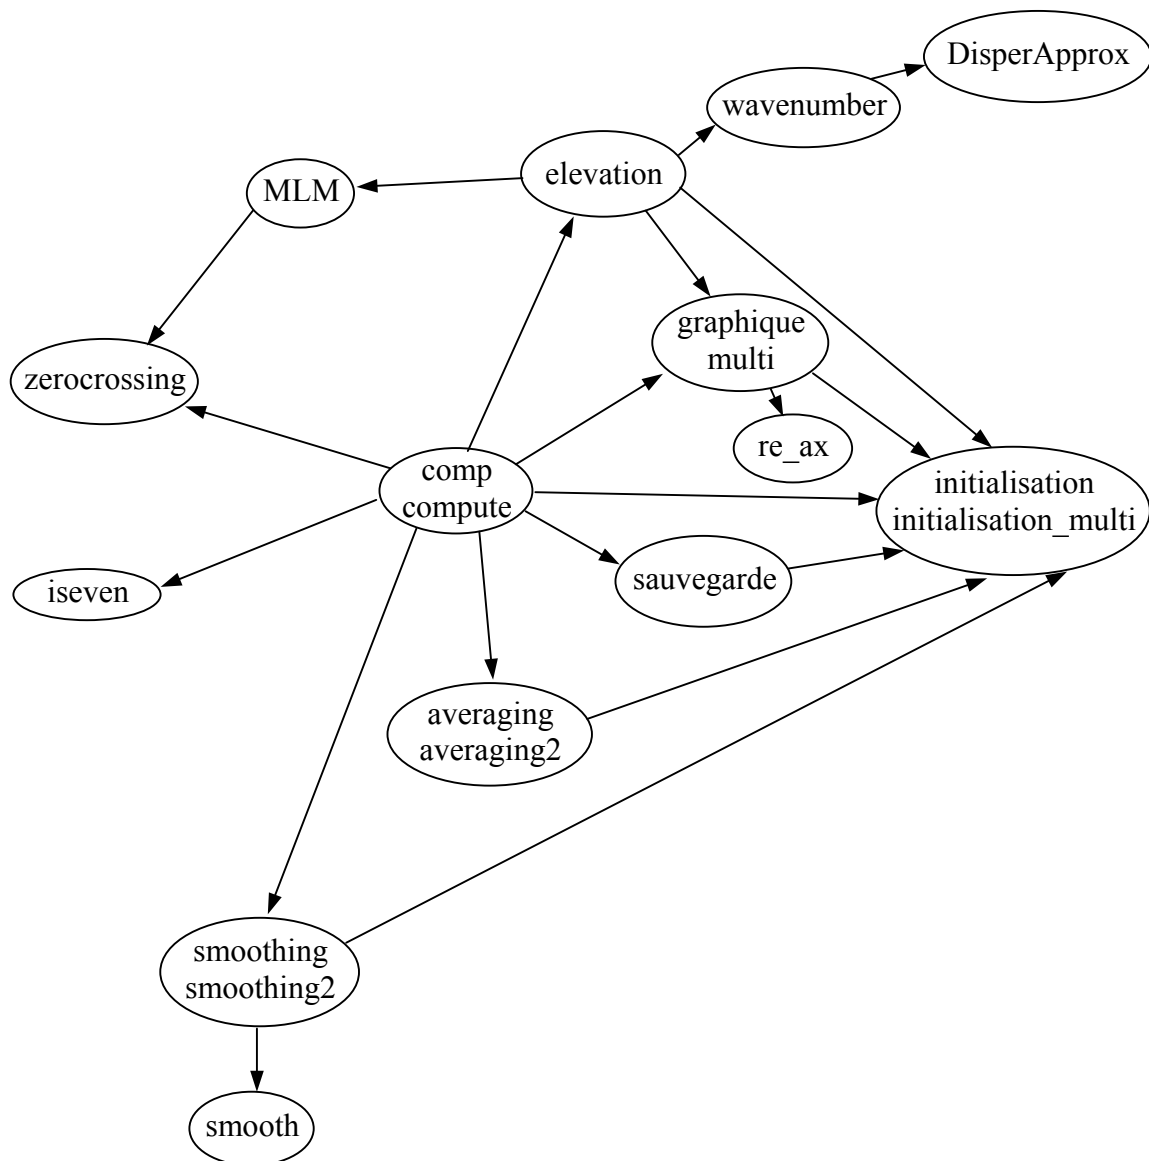 DisperApprox
wavenumber
elevation
MLM
graphique
multi
zerocrossing
re_ax
comp
compute
initialisation
initialisation_multi
sauvegarde
iseven
averaging
averaging2
smoothing
smoothing2
smooth